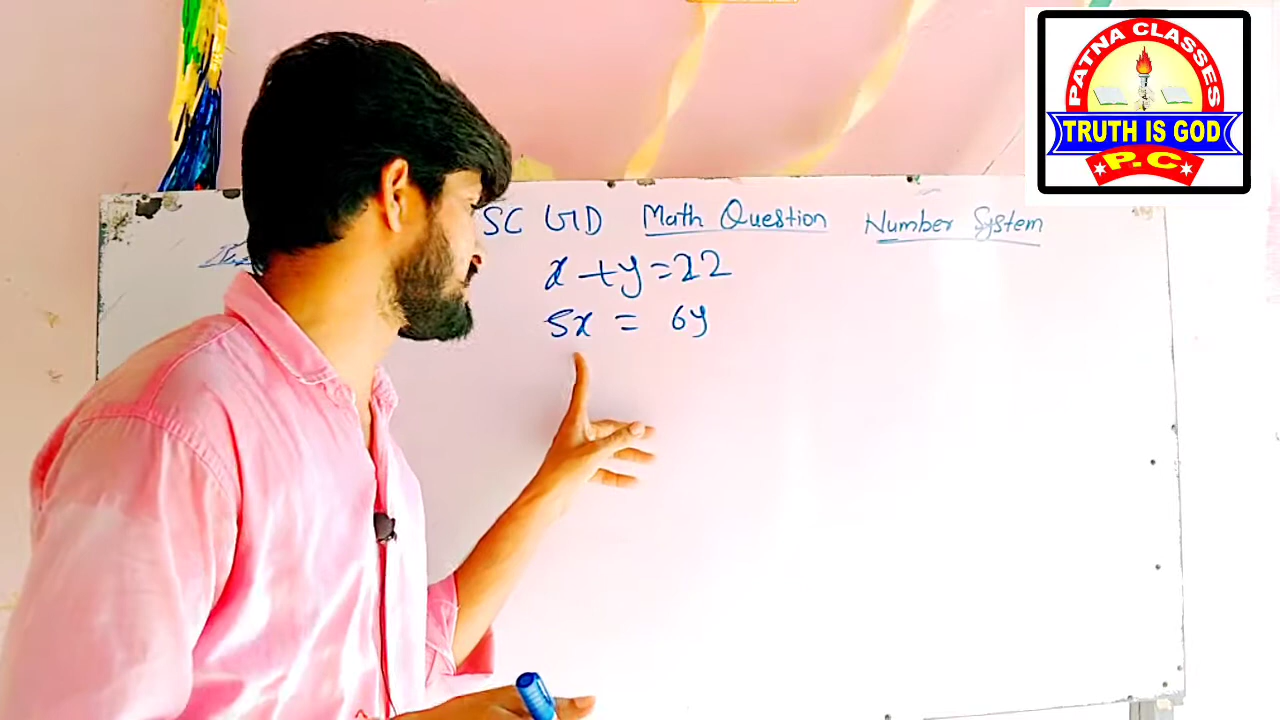 SC GD Math Question Number System
x + y = 22
5x = 6y
PATNA CLASSES
TRUTH IS GOD
P.C